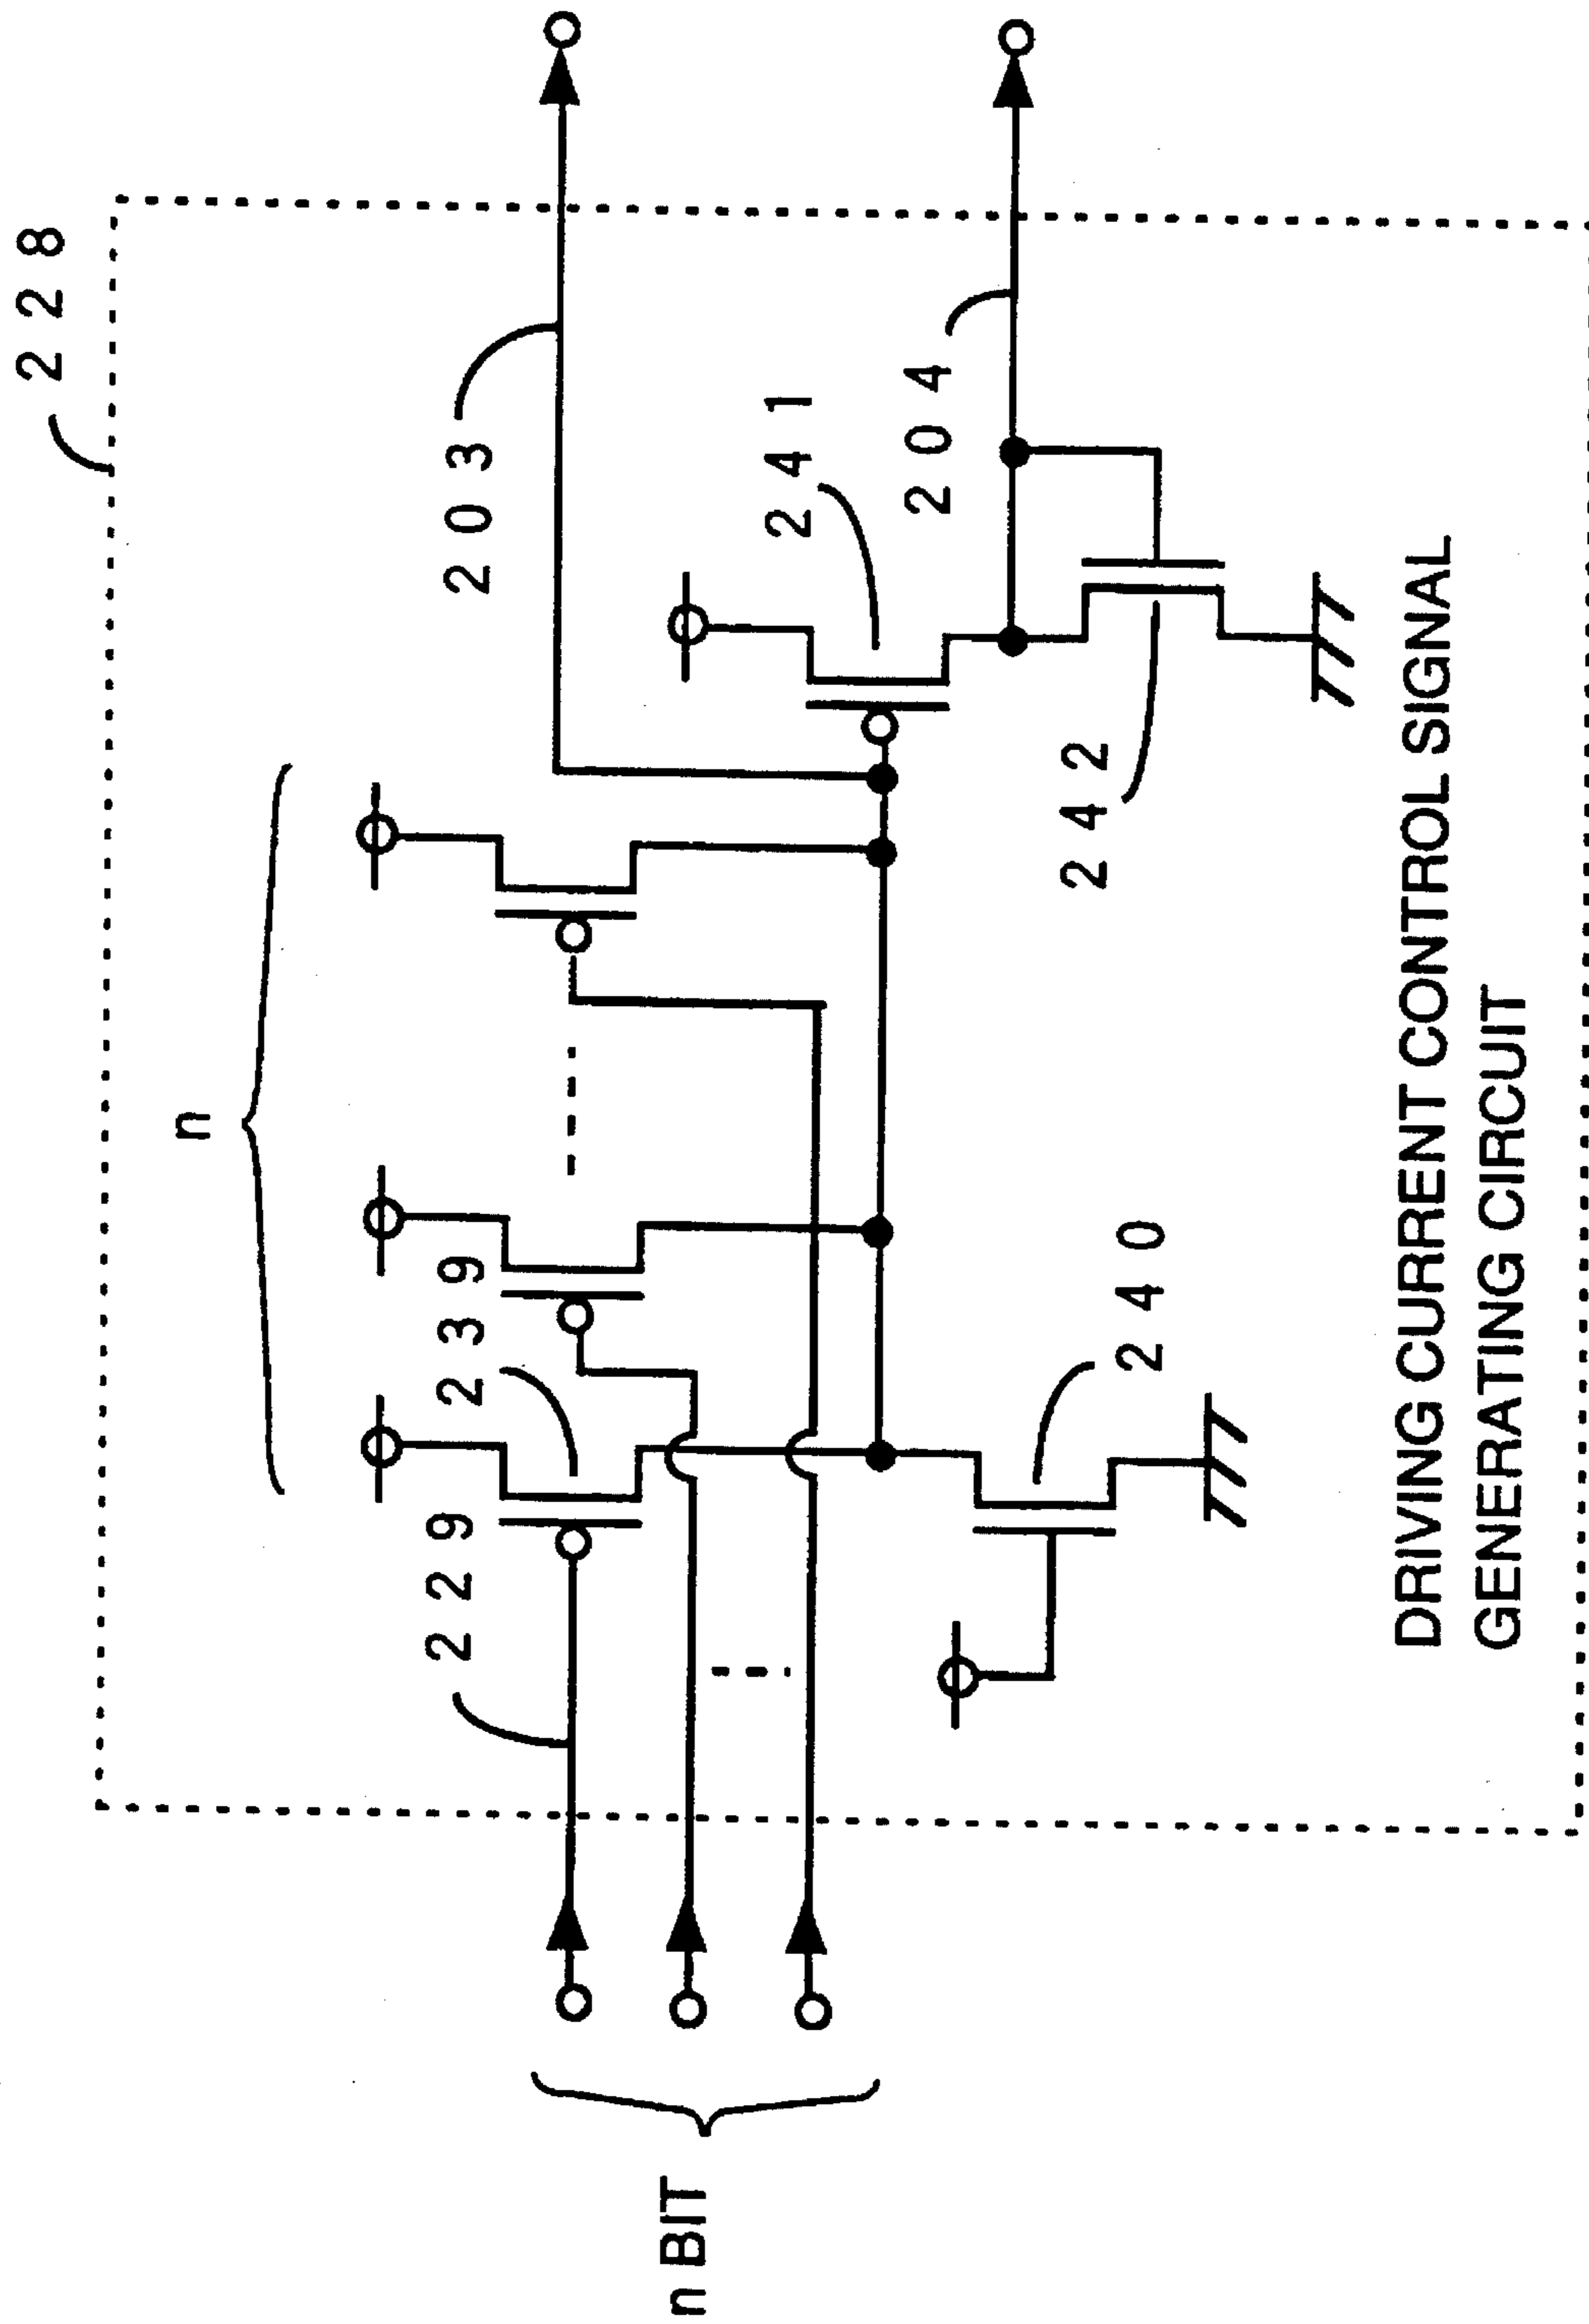 228
203
n
239
241
229
204
242
240
n BIT
DRIVING CURRENT CONTROL SIGNAL
GENERATING CIRCUIT